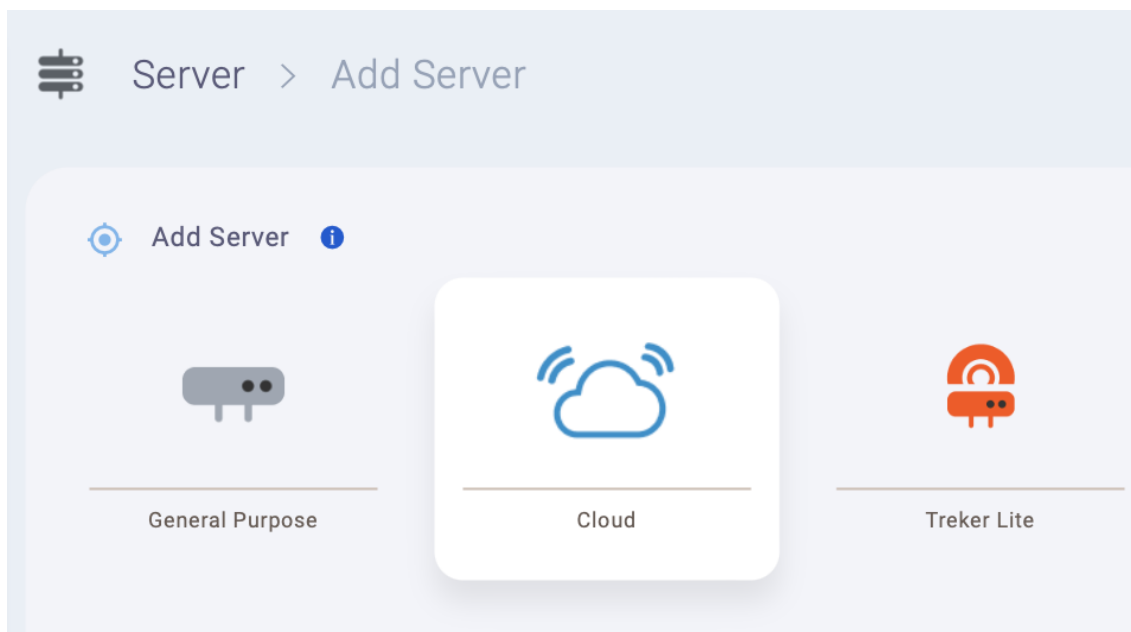 Server > Add Server
Add Server
General Purpose
Cloud
Treker Lite